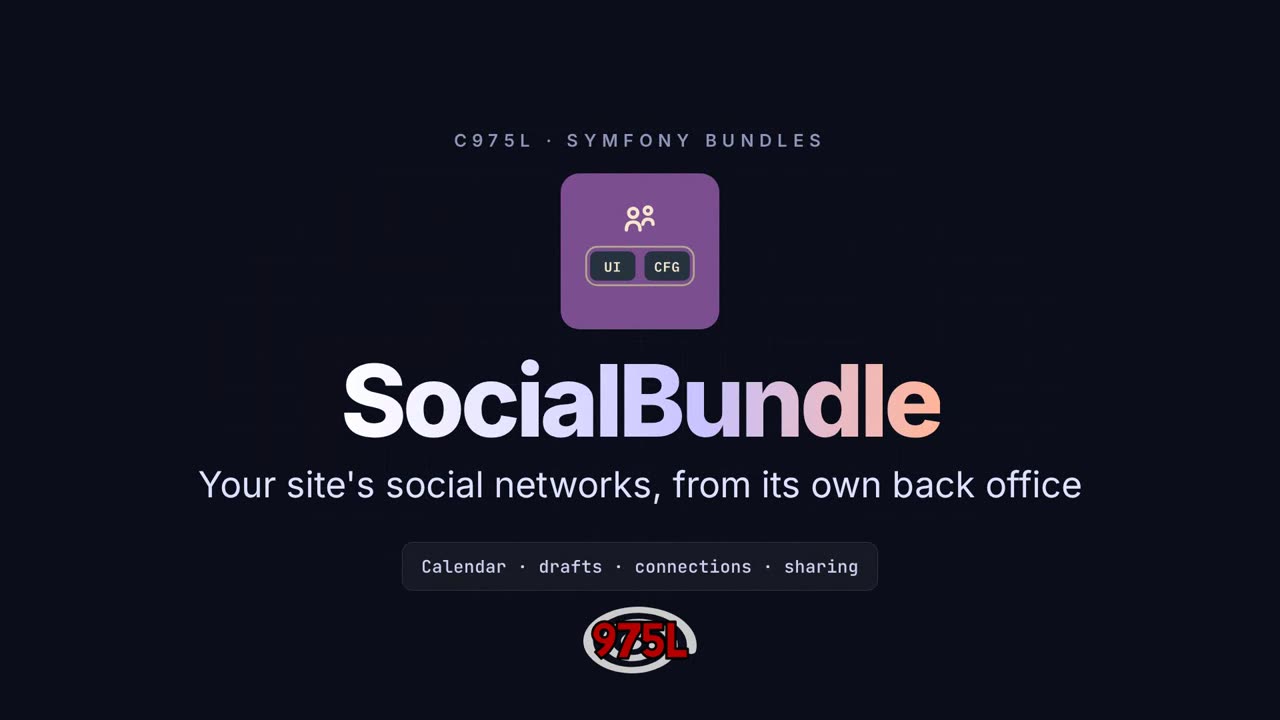 C975L · SYMFONY BUNDLES
UI CFG
SocialBundle
Your site's social networks, from its own back office
Calendar · drafts · connections · sharing
975L